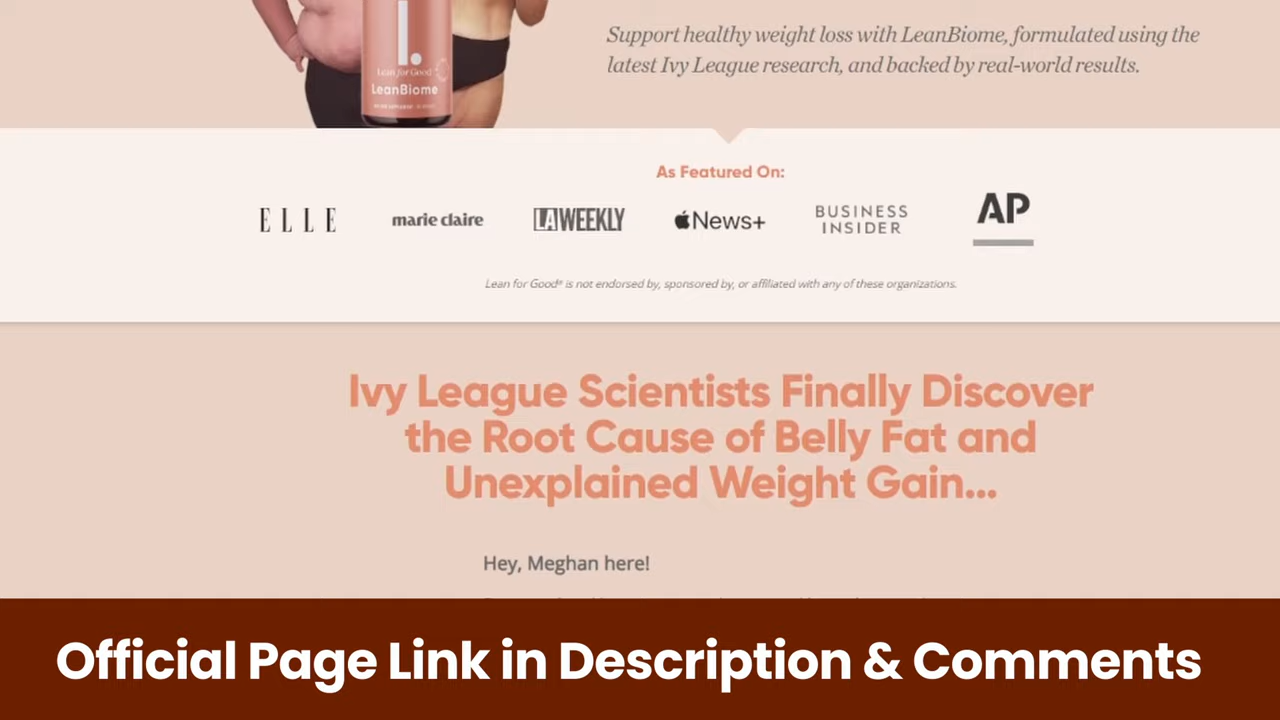 Support healthy weight loss with LeanBiome, formulated using the
latest Ivy League research, and backed by real-world results.
Lean for Good
LeanBiome
As Featured On:
ELLE
marie claire
LA WEEKLY
News+
BUSINESS
INSIDER
AP
Lean for Good® is not endorsed by, sponsored by, or affiliated with any of these organizations.
Ivy League Scientists Finally Discover
the Root Cause of Belly Fat and
Unexplained Weight Gain...
Hey, Meghan here!
Official Page Link in Description & Comments